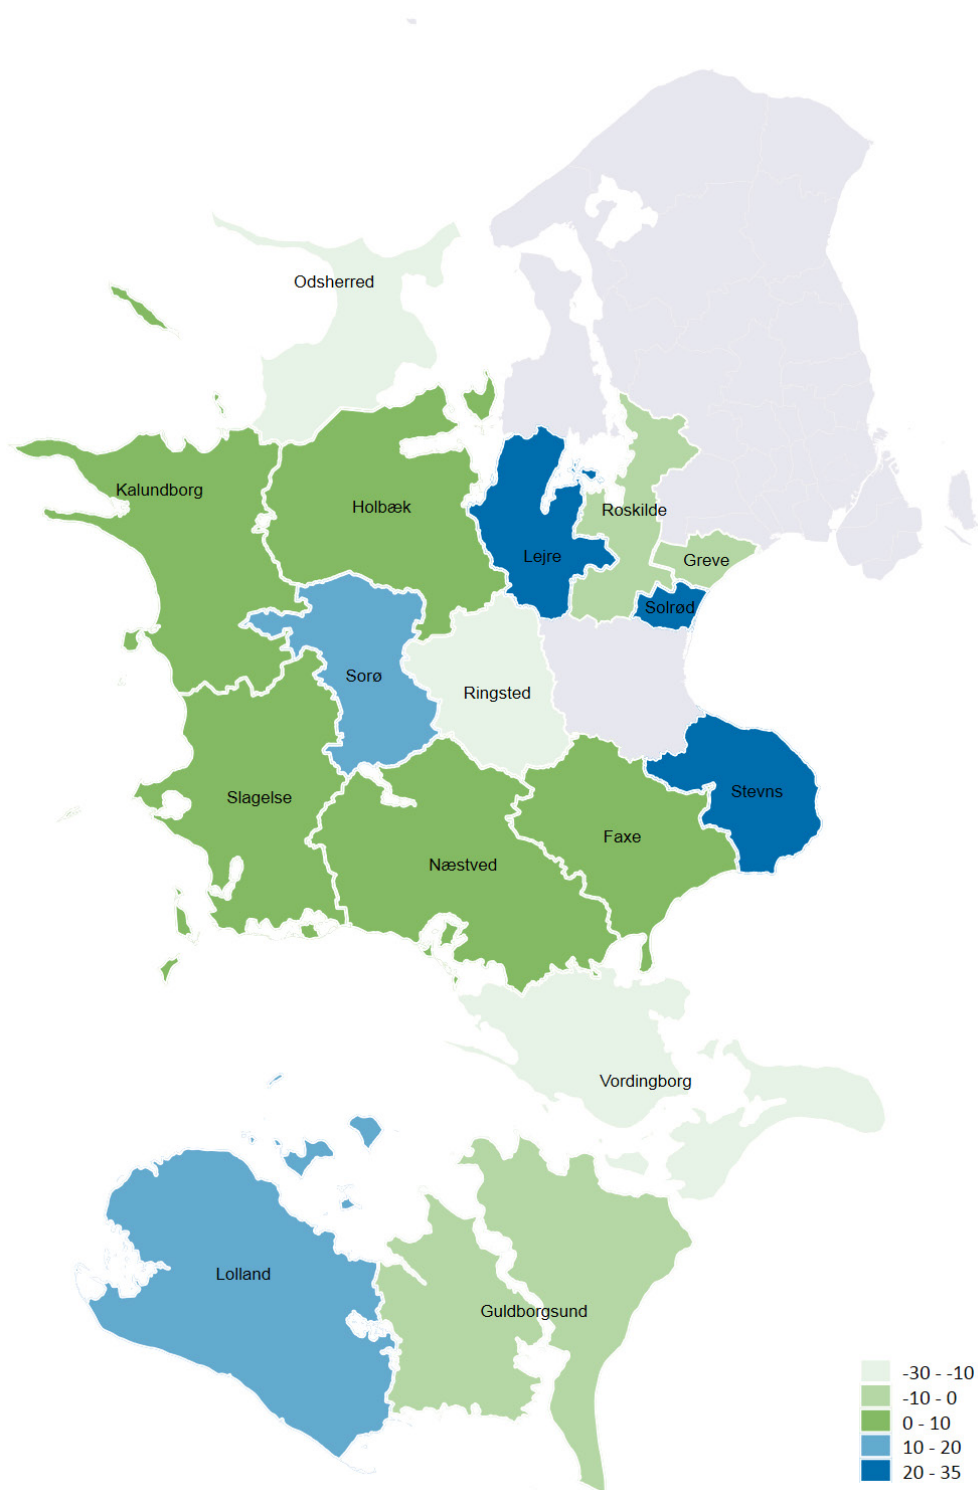 Odsherred
Kalundborg
Holbæk
Roskilde
Lejre
Greve
Solrød
Sorø
Ringsted
Slagelse
Stevns
Faxe
Næstved
Vordingborg
Lolland
Guldborgsund
-30 - -10
-10 - 0
0 - 10
10 - 20
20 - 35